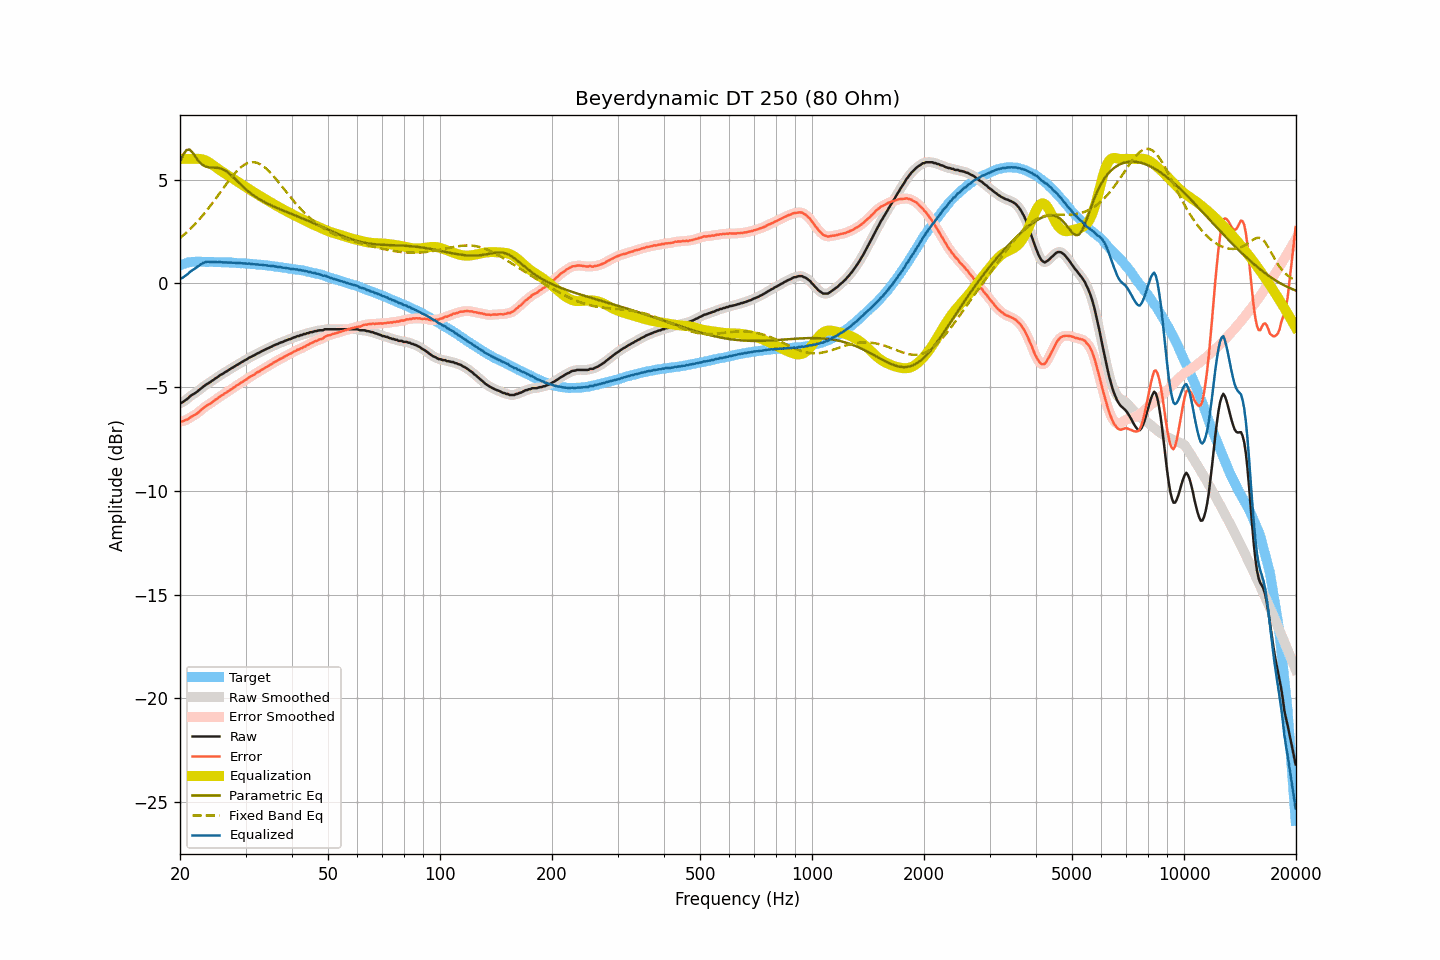 Beyerdynamic DT 250 (80 Ohm)
Amplitude (dBr)
5
0
−5
−10
−15
−20
−25
Target
Raw Smoothed
Error Smoothed
Raw
Error
Equalization
Parametric Eq
Fixed Band Eq
Equalized
20 50 100 200 500 1000 2000 5000 10000 20000
Frequency (Hz)